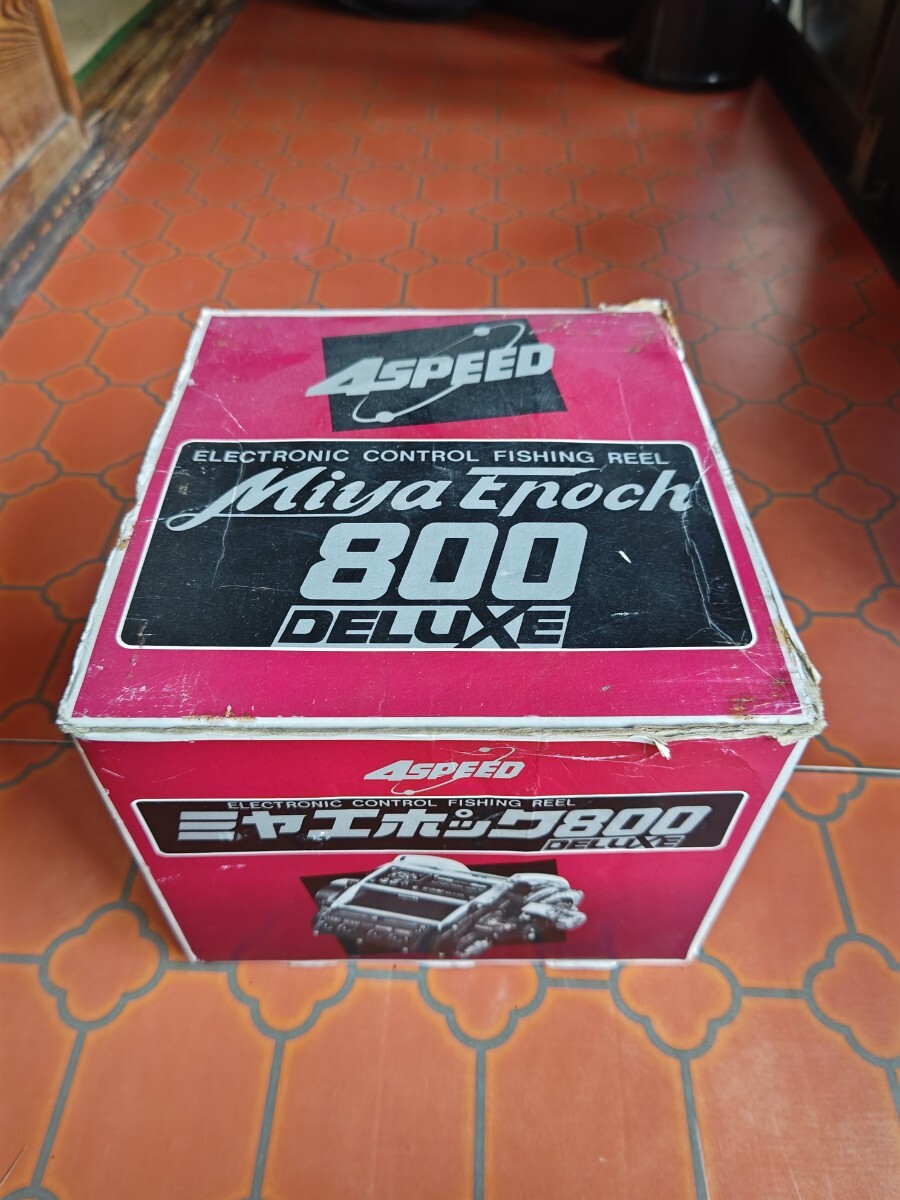 4SPEED
ELECTRONIC CONTROL FISHING REEL
Miya Epoch
800
DELUXE
4SPEED
ELECTRONIC CONTROL FISHING REEL
ミヤエポック800
DELUXE